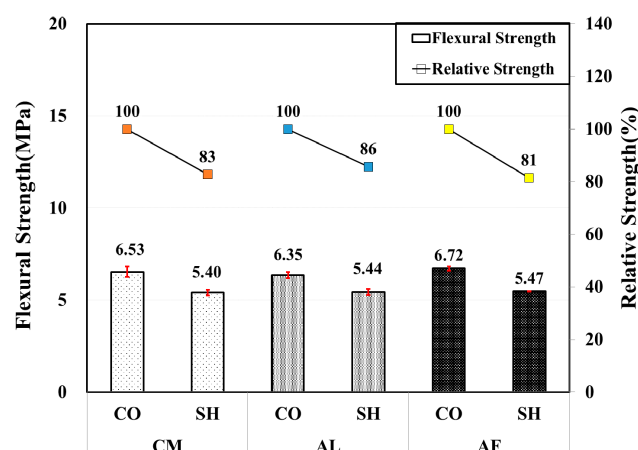 20
140
Flexural Strength
Relative Strength
120
15
100
100
100
100
83
86
81
80
10
60
6.53
5.40
6.35
5.44
6.72
5.47
5
40
20
0
0
CO
SH
CO
SH
CO
SH
CM
AL
Flexural Strength(MPa)
Relative Strength(%)